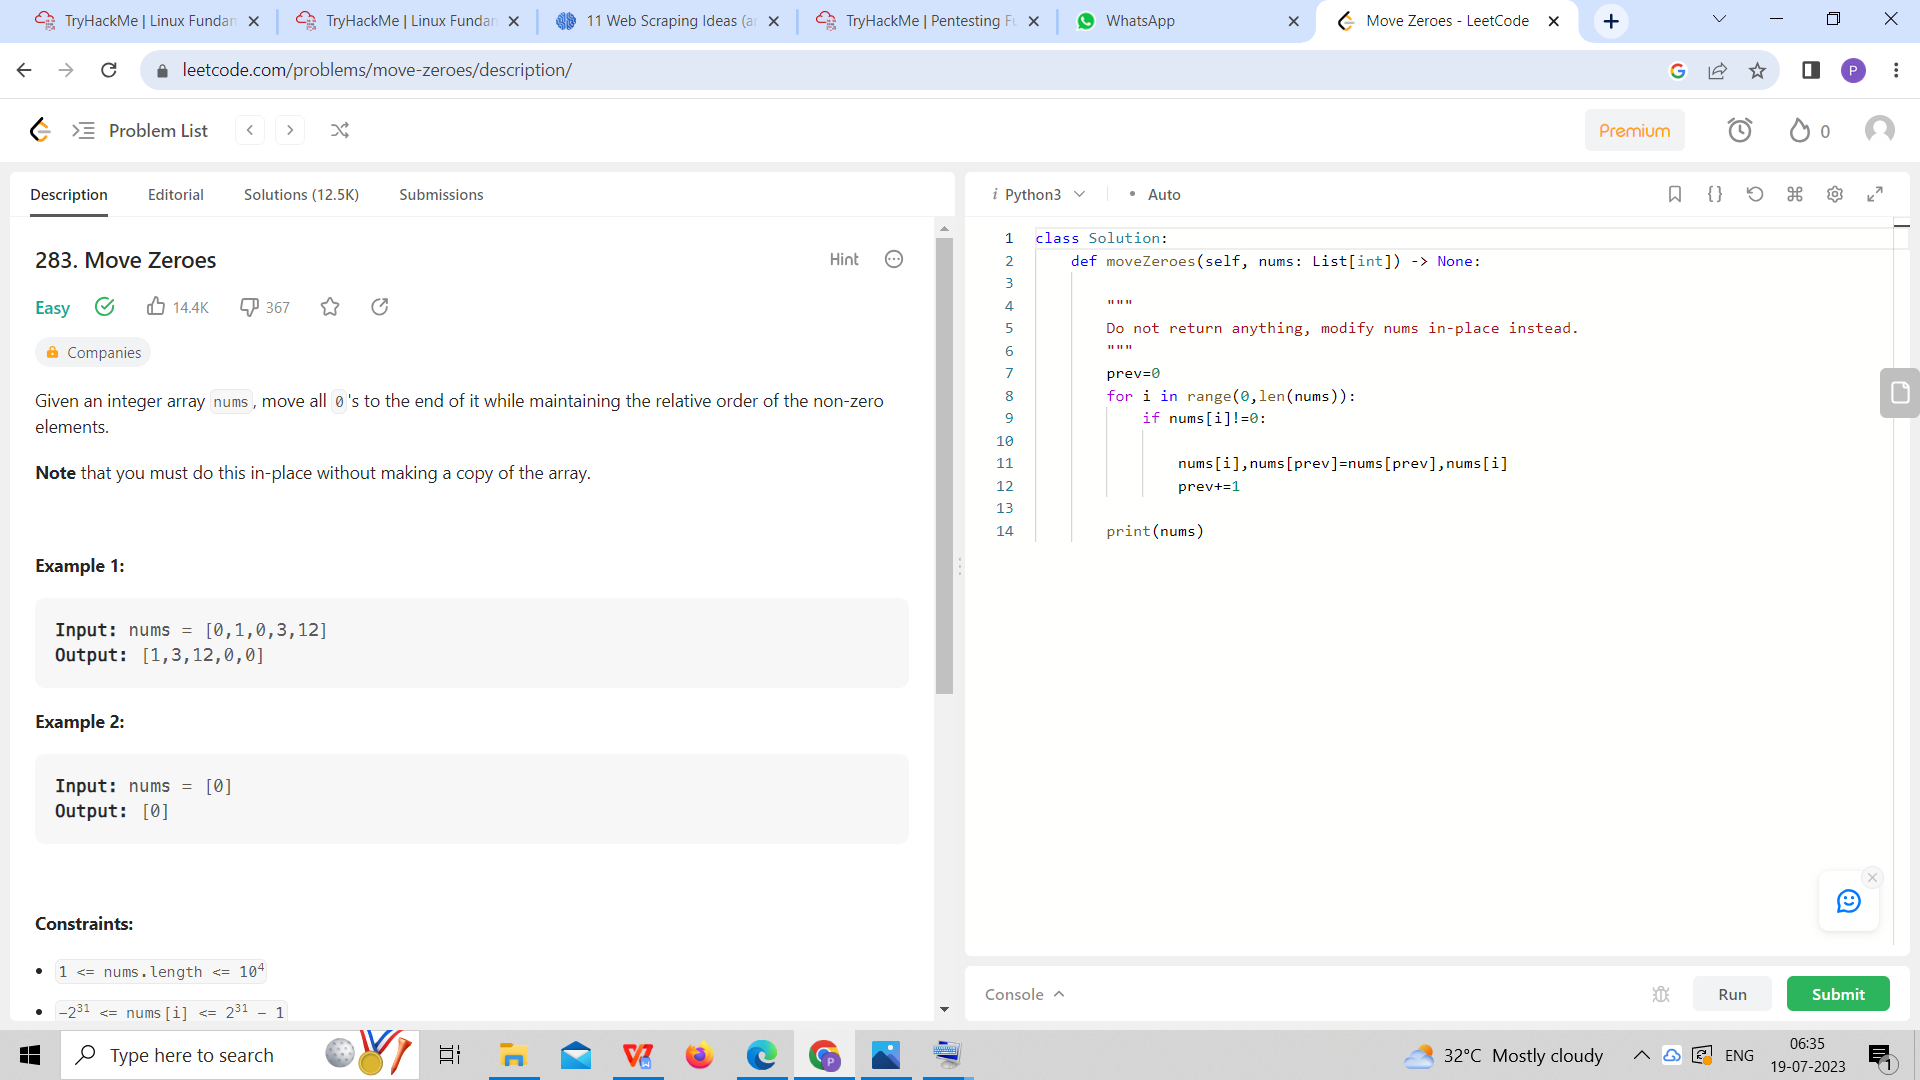 TryHackMe | Linux Fundan
TryHackMe | Linux Fundan
11 Web Scraping Ideas (ar
TryHackMe | Pentesting Fu
WhatsApp
Move Zeroes - LeetCode
leetcode.com/problems/move-zeroes/description/
P
Problem List
Premium
0
Description
Editorial
Solutions (12.5K)
Submissions
283. Move Zeroes
Hint
Easy
14.4K
367
Companies
Given an integer array nums, move all 0's to the end of it while maintaining the relative order of the non-zero
elements.
Note that you must do this in-place without making a copy of the array.
Example 1:
Input: nums = [0,1,0,3,12]
Output: [1,3,12,0,0]
Example 2:
Input: nums = [0]
Output: [0]
Constraints:
• 1 <= nums.length <= 10⁴
• -2³¹ <= nums[i] <= 2³¹ - 1
i Python3
• Auto
1 class Solution:
2     def moveZeroes(self, nums: List[int]) -> None:
3
4         """
5         Do not return anything, modify nums in-place instead.
6         """
7         prev=0
8         for i in range(0,len(nums)):
9             if nums[i]!=0:
10
11                 nums[i],nums[prev]=nums[prev],nums[i]
12                 prev+=1
13
14         print(nums)
Console
Run
Submit
Type here to search
32°C Mostly cloudy
ENG
06:35
19-07-2023
1